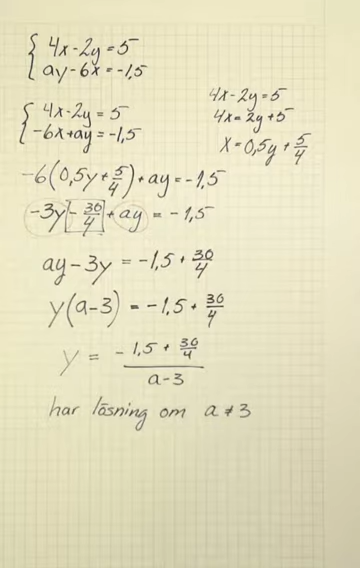 4x-2y=5
ay-6x=-1,5
4x-2y=5
-6x+ay=-1,5
4x-2y=5
4x=2y+5
x=0,5y+5/4
-6(0,5y+5/4)+ay=-1,5
-3y-30/4+ay=-1,5
ay-3y=-1,5+30/4
y(a-3)=-1,5+30/4
y=(-1,5+30/4)/(a-3)
har lösning om a≠3